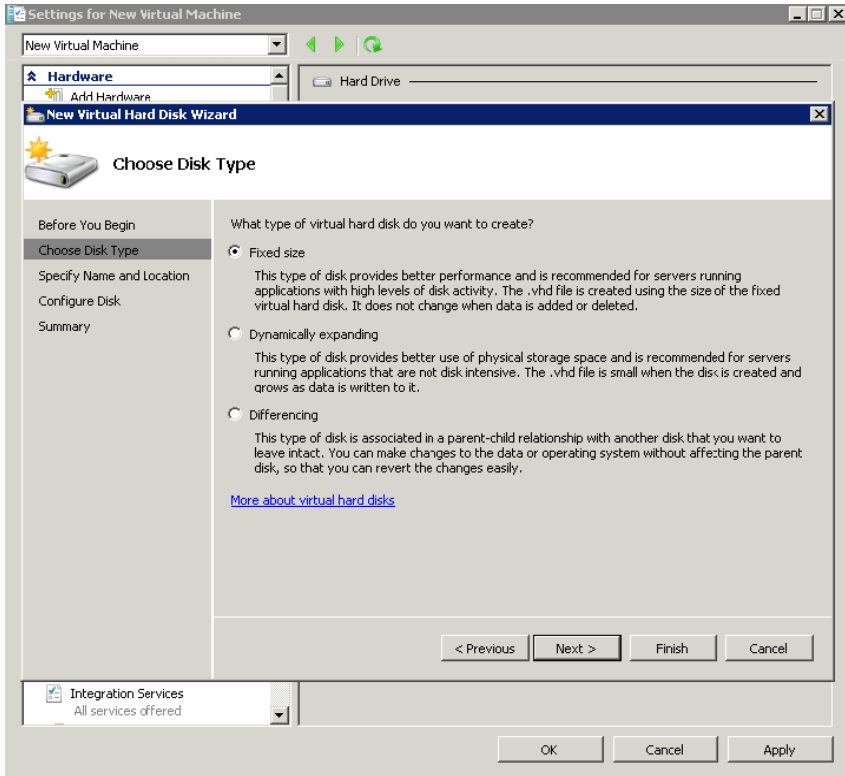 Settings for New Virtual Machine
New Virtual Machine
Hardware
Add Hardware
Hard Drive
New Virtual Hard Disk Wizard
Choose Disk Type
Before You Begin
Choose Disk Type
Specify Name and Location
Configure Disk
Summary
What type of virtual hard disk do you want to create?
Fixed size
This type of disk provides better performance and is recommended for servers running
applications with high levels of disk activity. The .vhd file is created using the size of the fixed
virtual hard disk. It does not change when data is added or deleted.
Dynamically expanding
This type of disk provides better use of physical storage space and is recommended for servers
running applications that are not disk intensive. The .vhd file is small when the disk is created and
grows as data is written to it.
Differencing
This type of disk is associated in a parent-child relationship with another disk that you want to
leave intact. You can make changes to the data or operating system without affecting the parent
disk, so that you can revert the changes easily.
More about virtual hard disks
< Previous
Next >
Finish
Cancel
Integration Services
All services offered
OK
Cancel
Apply